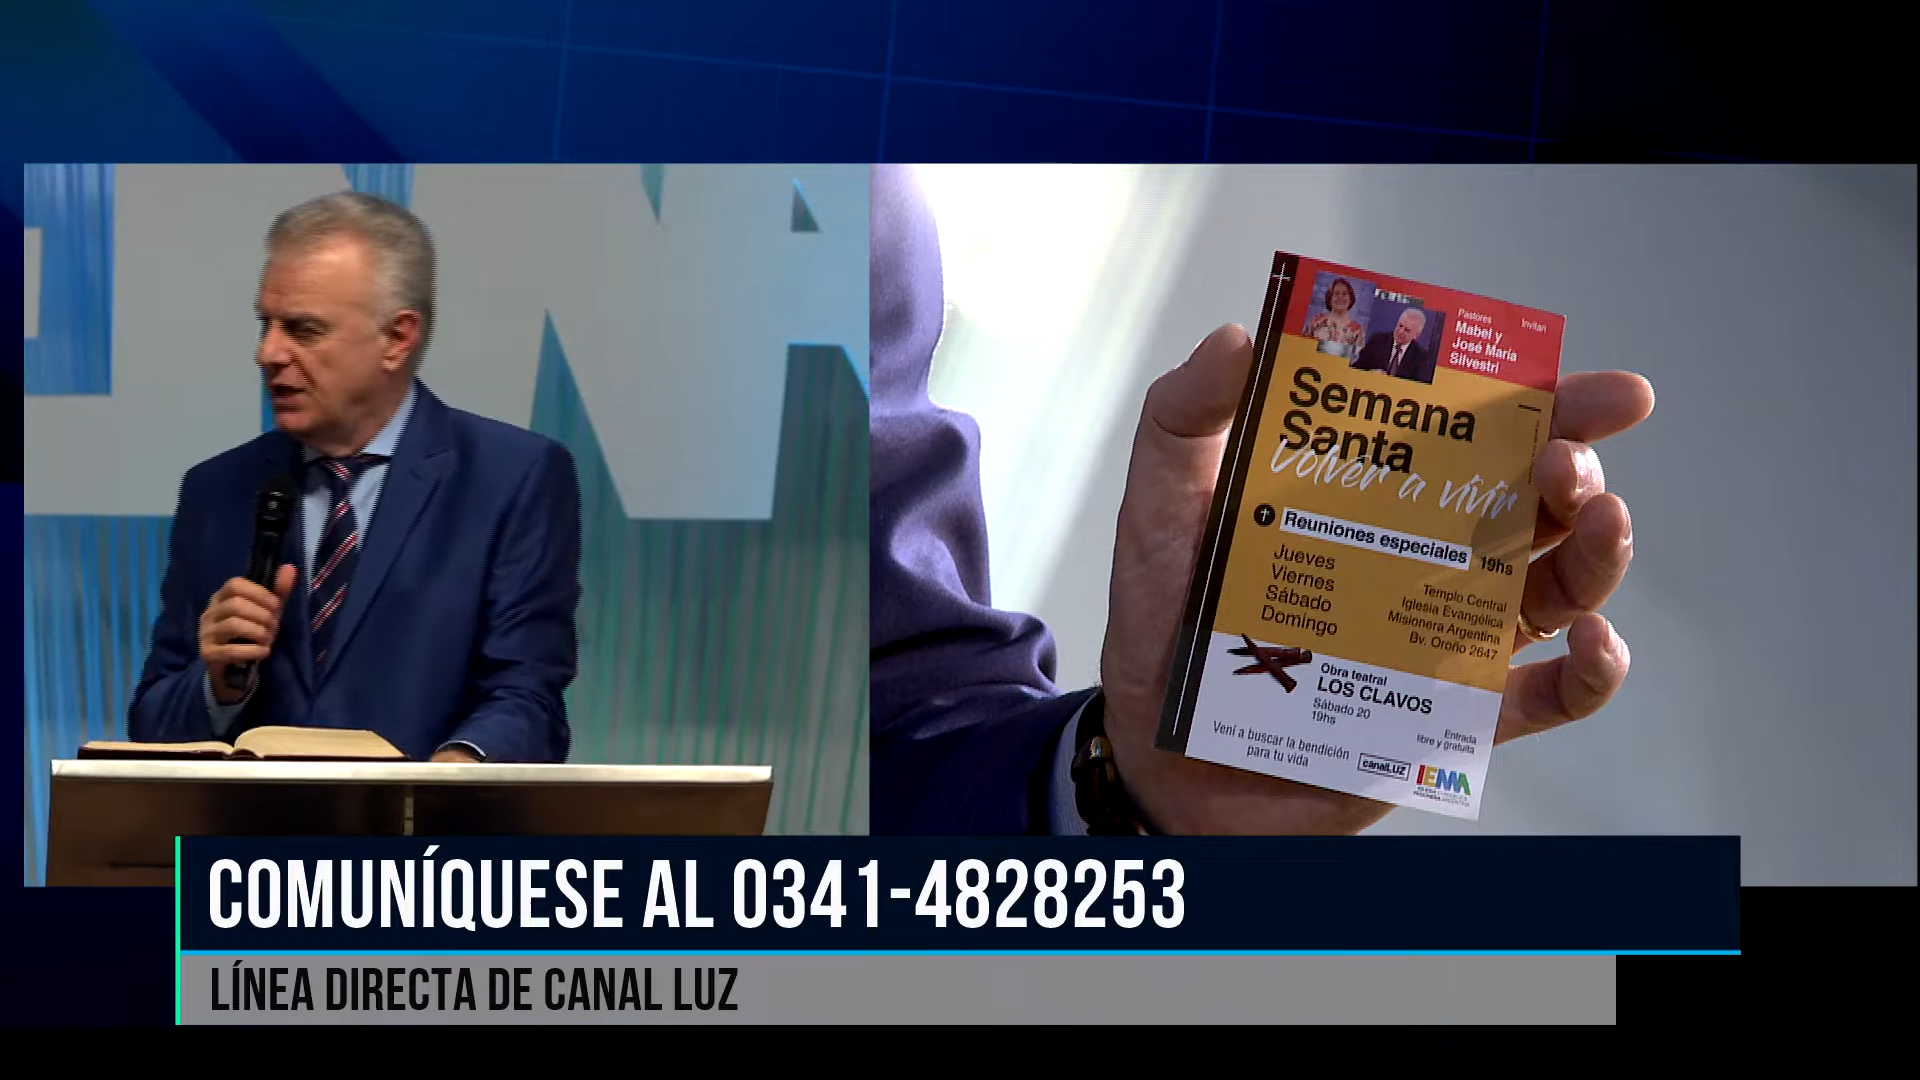 Pastores
Mabel y
José María
Silvestri
Invitan
Semana
Santa
Volver a vivir
Reuniones especiales 19hs
Jueves
Viernes
Sábado
Domingo
Templo Central
Iglesia Evangélica
Misionera Argentina
Bv. Oroño 2647
Obra teatral
LOS CLAVOS
Sábado 20
19hs
Entrada
libre y gratuita
Vení a buscar la bendición
para tu vida
canalLUZ
IEMA
COMUNÍQUESE AL 0341-4828253
LÍNEA DIRECTA DE CANAL LUZ